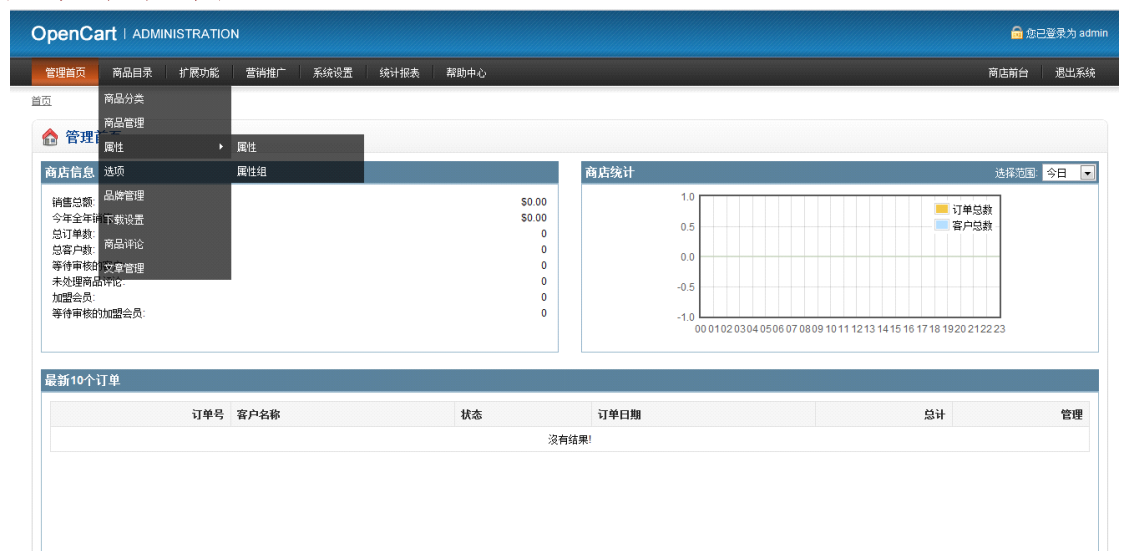 OpenCart | ADMINISTRATION 您已登录为 admin
管理首页 商品目录 扩展功能 营销推广 系统设置 统计报表 帮助中心 商店前台 退出系统
首页
商品分类
商品管理
管理
属性 属性
选项 属性组
品牌管理
下载设置
商品评论
文章管理
商店信息
销售总额: $0.00
今年全年销 $0.00
总订单数: 0
总客户数: 0
等待审核的 0
未处理商品评论: 0
加盟会员: 0
等待审核的加盟会员: 0
商店统计 选择范围: 今日
1.0
0.5
0.0
-0.5
-1.0
订单总数
客户总数
00 01 02 03 04 05 06 07 08 09 10 11 12 13 14 15 16 17 18 19 20 21 22 23
最新10个订单
订单号 客户名称 状态 订单日期 总计 管理
沒有结果!